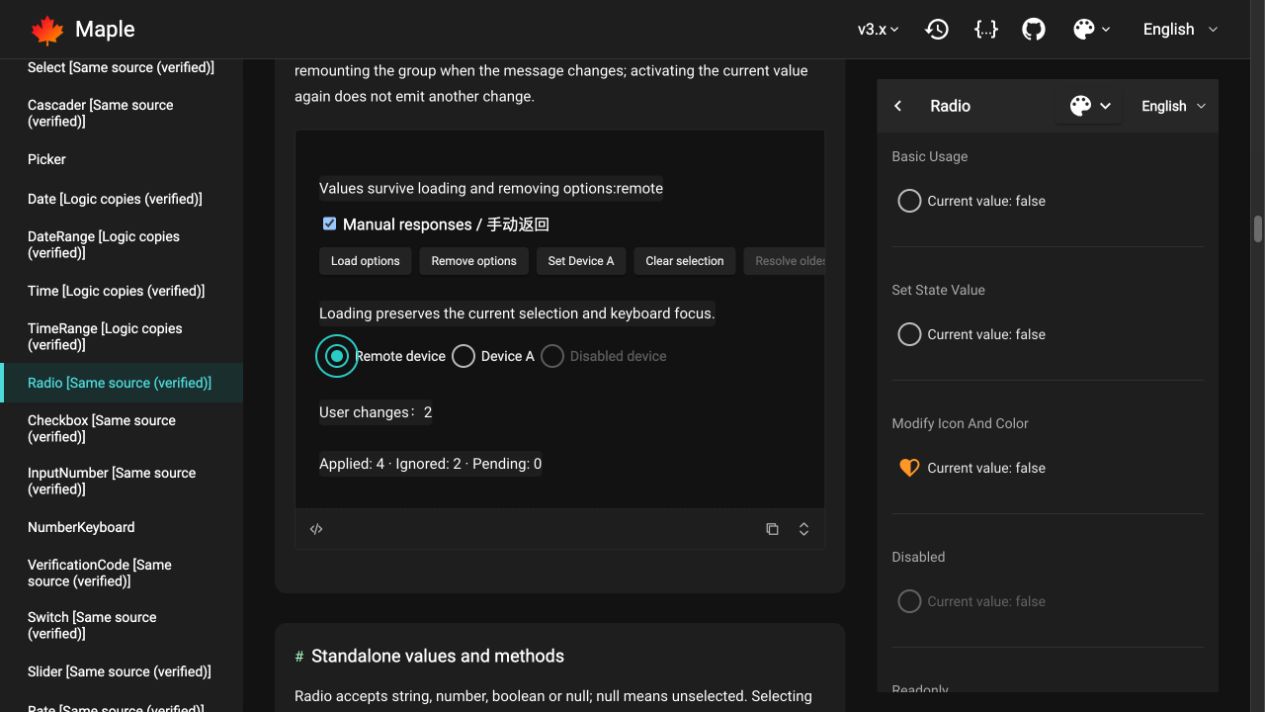 Maple
v3.x
{...}
English
Select [Same source (verified)]
Cascader [Same source
(verified)]
Picker
Date [Logic copies (verified)]
DateRange [Logic copies
(verified)]
Time [Logic copies (verified)]
TimeRange [Logic copies
(verified)]
Radio [Same source (verified)]
Checkbox [Same source
(verified)]
InputNumber [Same source
(verified)]
NumberKeyboard
VerificationCode [Same
source (verified)]
Switch [Same source
(verified)]
Slider [Same source (verified)]
Rate [Same source (verified)]
remounting the group when the message changes; activating the current value
again does not emit another change.
Values survive loading and removing options:remote
Manual responses / 手动返回
Load options
Remove options
Set Device A
Clear selection
Resolve oldes
Loading preserves the current selection and keyboard focus.
Remote device
Device A
Disabled device
User changes：2
Applied: 4 · Ignored: 2 · Pending: 0
</>
# Standalone values and methods
Radio accepts string, number, boolean or null; null means unselected. Selecting
Radio
English
Basic Usage
Current value: false
Set State Value
Current value: false
Modify Icon And Color
Current value: false
Disabled
Current value: false
Readonly